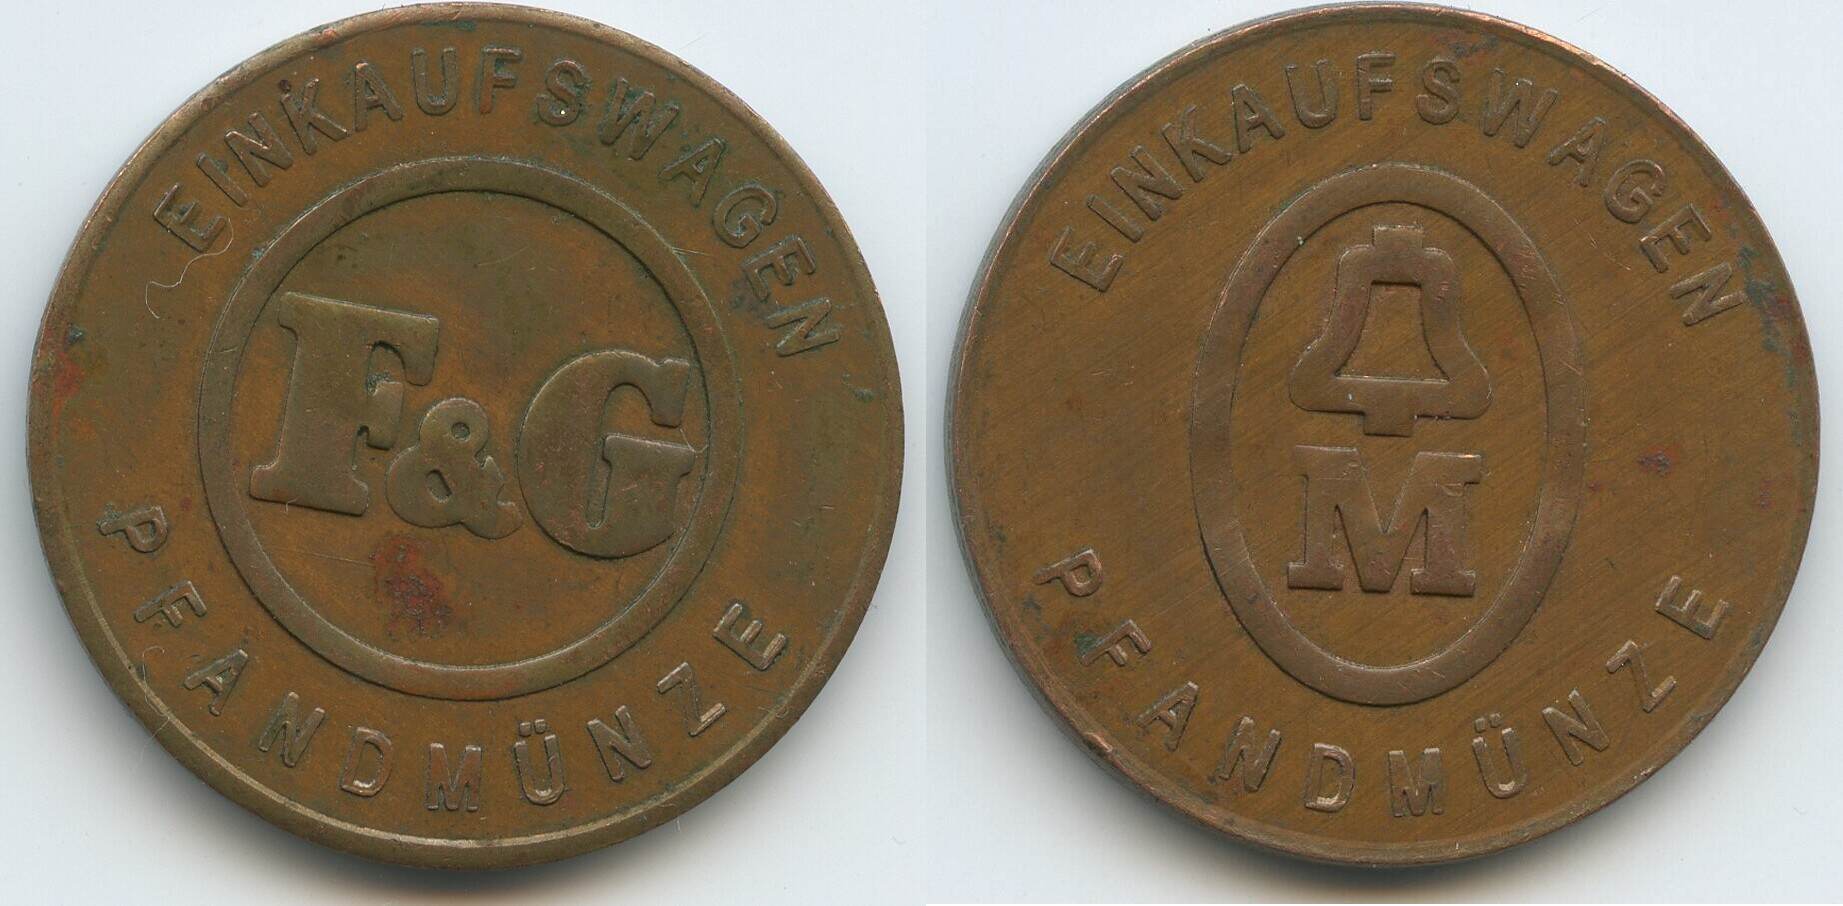 EINKAUFSWAGEN
F&G
PFANDMÜNZE
EINKAUFSWAGEN
M
PFANDMÜNZE